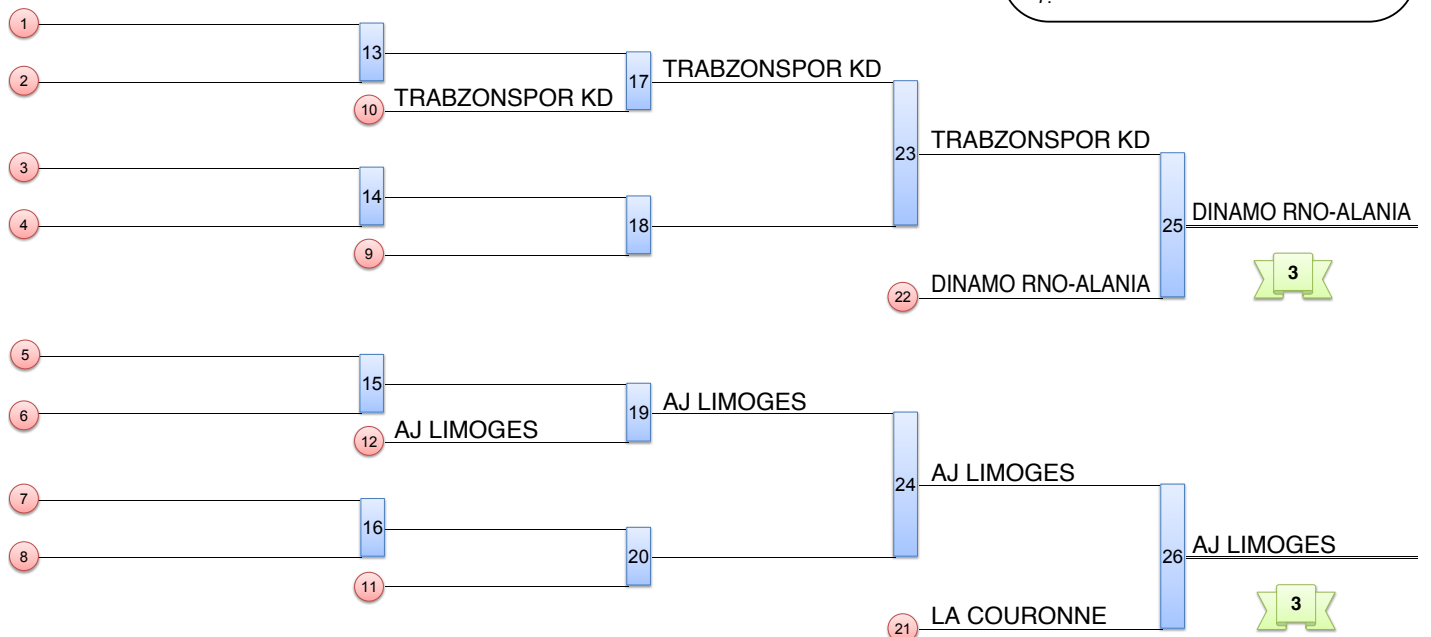 7.
1
13
TRABZONSPOR KD
2
17
10 TRABZONSPOR KD
TRABZONSPOR KD
23
3
14
DINAMO RNO-ALANIA
4
18
25
9
3
DINAMO RNO-ALANIA
22
5
15
AJ LIMOGES
6
19
12 AJ LIMOGES
AJ LIMOGES
24
7
16
AJ LIMOGES
8
20
26
11
3
LA COURONNE
21